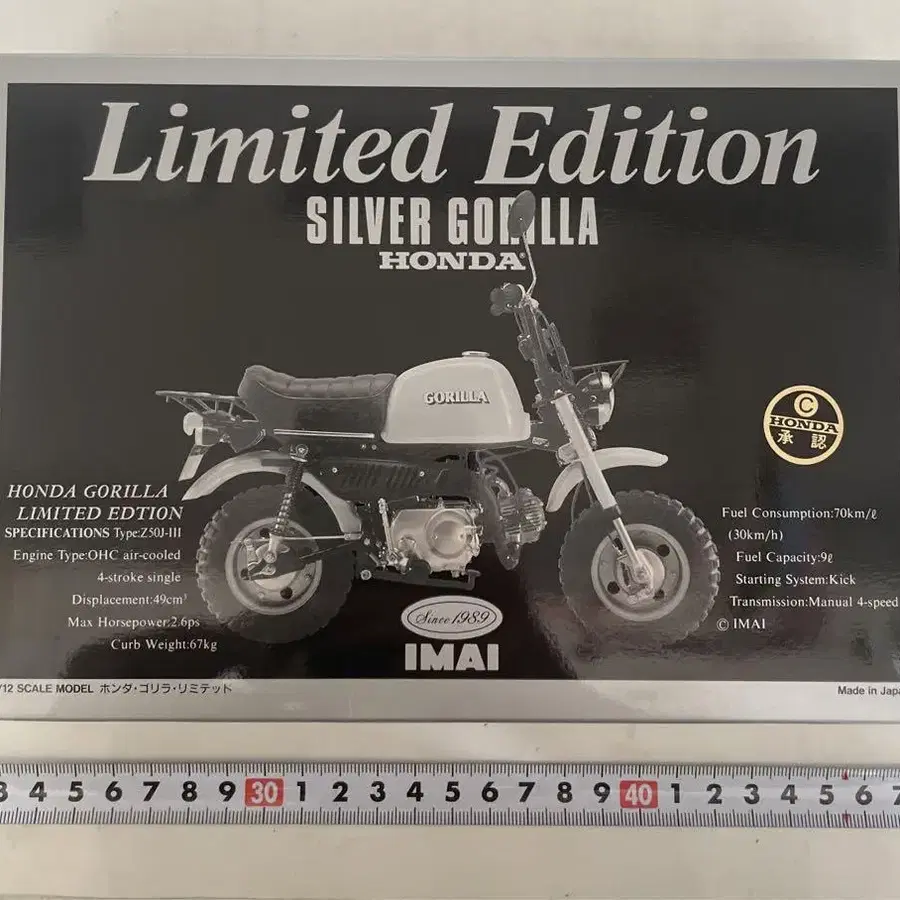 Limited Edition
SILVER GORILLA
HONDA
GORILLA
©
HONDA
承認
HONDA GORILLA
LIMITED EDTION
SPECIFICATIONS Type:Z50J-III
Engine Type:OHC air-cooled
4-stroke single
Displacement:49cm³
Max Horsepower:2.6ps
Curb Weight:67kg
Fuel Consumption:70km/ℓ
(30km/h)
Fuel Capacity:9ℓ
Starting System:Kick
Transmission:Manual 4-speed
© IMAI
Since 1989
IMAI
/12 SCALE MODEL ホンダ・ゴリラ・リミテッド
Made in Japa
3 4 5 6 7 8 9 30 1 2 3 4 5 6 7 8 9 40 1 2 3 4 5 6 7